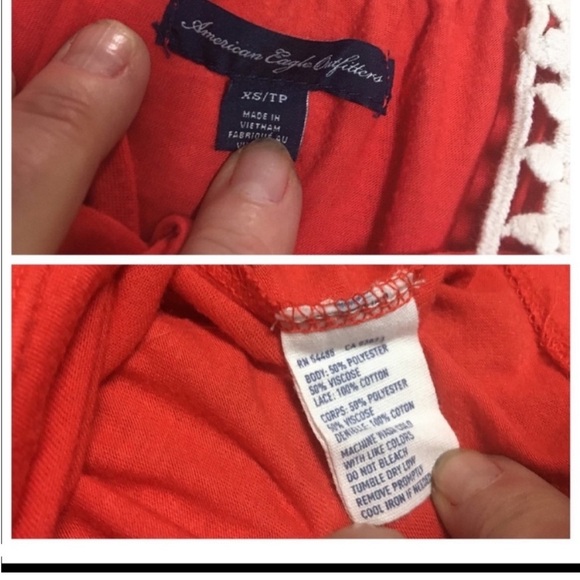 American Eagle Outfitters
XS/TP
MADE IN
VIETNAM
FABRIQUÉ AU
RN 54485
BODY: 50% POLYESTER
50% VISCOSE
LACE: 100% COTTON
CORPS: 50% POLYESTER
50% VISCOSE
DENTELLE: 100% COTON
MACHINE WASH COLD
WITH LIKE COLORS
DO NOT BLEACH
TUMBLE DRY LOW
REMOVE PROMPTLY
COOL IRON IF NEEDED